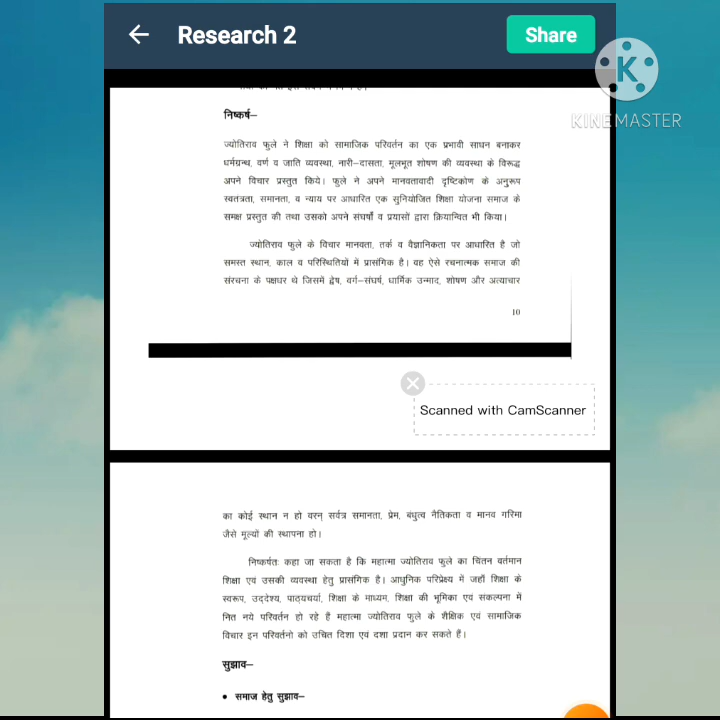 Research 2
Share
K
KINEMASTER
निष्कर्ष–
ज्योतिराव फुले ने शिक्षा को सामाजिक परिवर्तन का एक प्रभावी साधन बनाकर
धर्मग्रन्थ, वर्ण व जाति व्यवस्था, नारी-दासता, मूलभूत शोषण की व्यवस्था के विरूद्ध
अपने विचार प्रस्तुत किये। फुले ने अपने मानवतावादी दृष्टिकोण के अनुरूप
स्वतंत्रता, समानता, व न्याय पर आधारित एक सुनियोजित शिक्षा योजना समाज के
समक्ष प्रस्तुत की तथा उसको अपने संघर्षों व प्रयासों द्वारा क्रियान्वित भी किया।
ज्योतिराव फुले के विचार मानवता, तर्क व वैज्ञानिकता पर आधारित है जो
समस्त स्थान, काल व परिस्थितियों में प्रासंगिक है। वह ऐसे रचनात्मक समाज की
संरचना के पक्षधर थे जिसमें द्वेष, वर्ग–संघर्ष, धार्मिक उन्माद, शोषण और अत्याचार
10
Scanned with CamScanner
का कोई स्थान न हो वरन् सर्वत्र समानता, प्रेम, बंधुत्व नैतिकता व मानव गरिमा
जैसे मूल्यों की स्थापना हो।
निष्कर्षतः कहा जा सकता है कि महात्मा ज्योतिराव फुले का चिंतन वर्तमान
शिक्षा एवं उसकी व्यवस्था हेतु प्रासंगिक है। आधुनिक परिप्रेक्ष्य में जहाँ शिक्षा के
स्वरूप, उद्देश्य, पाठ्यचर्या, शिक्षा के माध्यम, शिक्षा की भूमिका एवं संकल्पना में
नित नये परिवर्तन हो रहे हैं महात्मा ज्योतिराव फुले के शैक्षिक एवं सामाजिक
विचार इन परिवर्तनो को उचित दिशा एवं दशा प्रदान कर सकते हैं।
सुझाव–
• समाज हेतु सुझाव–